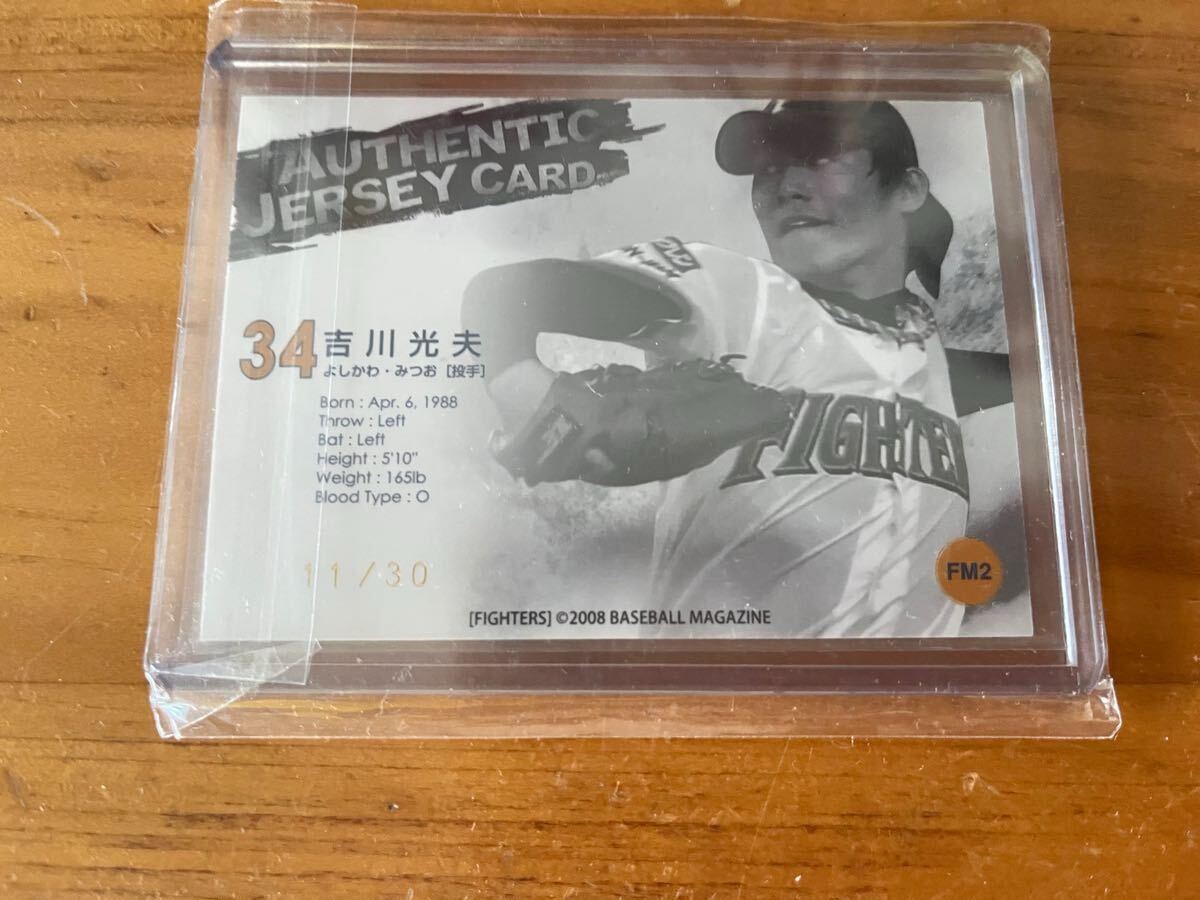 AUTHENTIC
JERSEY CARD
34 吉川光夫
よしかわ・みつお [投手]
Born : Apr. 6, 1988
Throw : Left
Bat : Left
Height : 5'10"
Weight : 165lb
Blood Type : O
11/30
FIGHTE
FM2
[FIGHTERS] ©2008 BASEBALL MAGAZINE